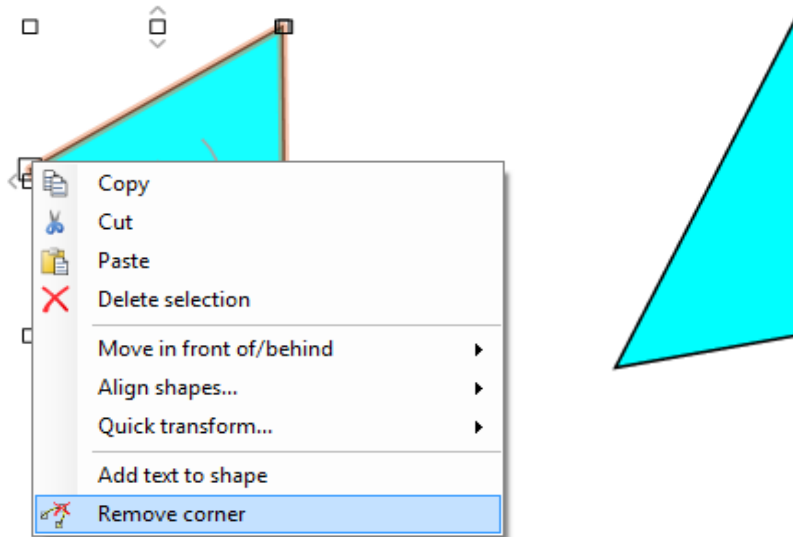 Copy
Cut
Paste
Delete selection
Move in front of/behind
Align shapes...
Quick transform...
Add text to shape
Remove corner